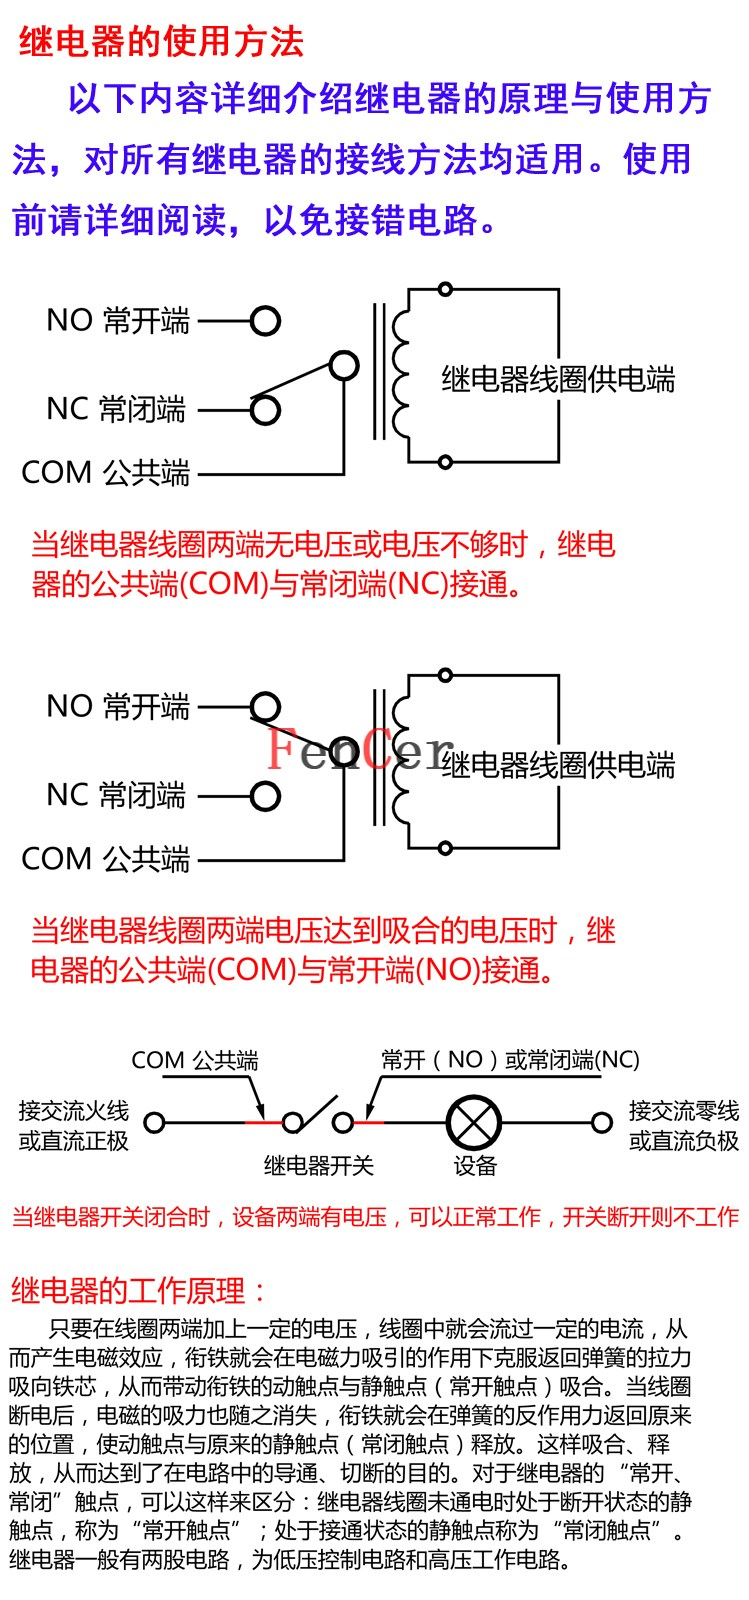 继电器的使用方法
以下内容详细介绍继电器的原理与使用方
法，对所有继电器的接线方法均适用。使用
前请详细阅读，以免接错电路。
NO 常开端
NC 常闭端
COM 公共端
继电器线圈供电端
当继电器线圈两端无电压或电压不够时，继电
器的公共端(COM)与常闭端(NC)接通。
NO 常开端
FenCer
继电器线圈供电端
NC 常闭端
COM 公共端
当继电器线圈两端电压达到吸合的电压时，继
电器的公共端(COM)与常开端(NO)接通。
COM 公共端
常开（NO）或常闭端(NC)
接交流火线
或直流正极
接交流零线
或直流负极
继电器开关
设备
当继电器开关闭合时，设备两端有电压，可以正常工作，开关断开则不工作
继电器的工作原理：
只要在线圈两端加上一定的电压，线圈中就会流过一定的电流，从
而产生电磁效应，衔铁就会在电磁力吸引的作用下克服返回弹簧的拉力
吸向铁芯，从而带动衔铁的动触点与静触点（常开触点）吸合。当线圈
断电后，电磁的吸力也随之消失，衔铁就会在弹簧的反作用力返回原来
的位置，使动触点与原来的静触点（常闭触点）释放。这样吸合、释
放，从而达到了在电路中的导通、切断的目的。对于继电器的“常开、
常闭”触点，可以这样来区分：继电器线圈未通电时处于断开状态的静
触点，称为“常开触点”；处于接通状态的静触点称为“常闭触点”。
继电器一般有两股电路，为低压控制电路和高压工作电路。